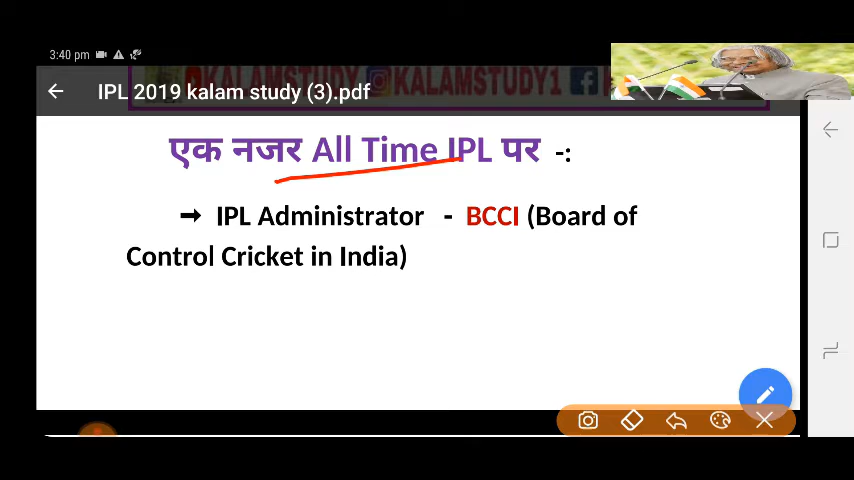 3:40 pm
KALAMSTUDY KALAMSTUDY1
IPL 2019 kalam study (3).pdf
एक नजर All Time IPL पर -:
➞ IPL Administrator - BCCI (Board of
Control Cricket in India)